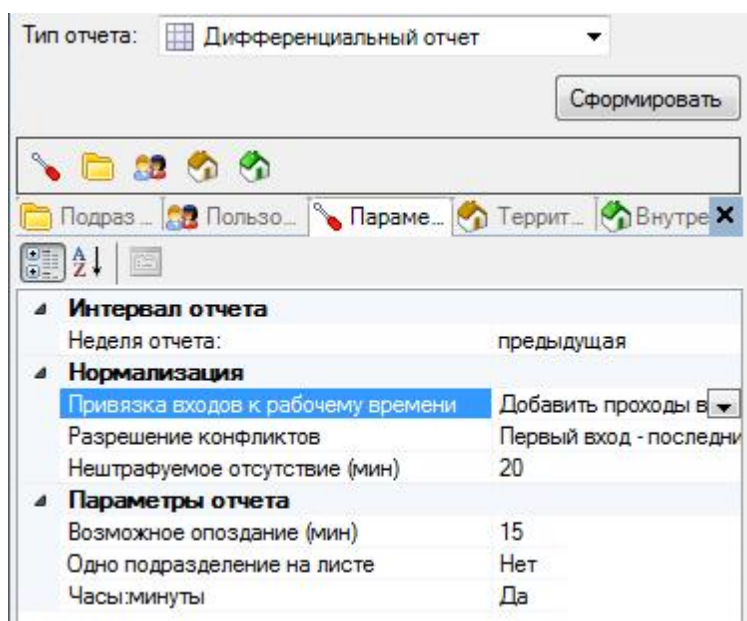 Тип отчета: Дифференциальный отчет
Сформировать
Подраз ... Пользо... Параме... Террит... Внутре
Интервал отчета
Неделя отчета: предыдущая
Нормализация
Привязка входов к рабочему времени Добавить проходы в
Разрешение конфликтов Первый вход - последни
Нештрафуемое отсутствие (мин) 20
Параметры отчета
Возможное опоздание (мин) 15
Одно подразделение на листе Нет
Часы:минуты Да